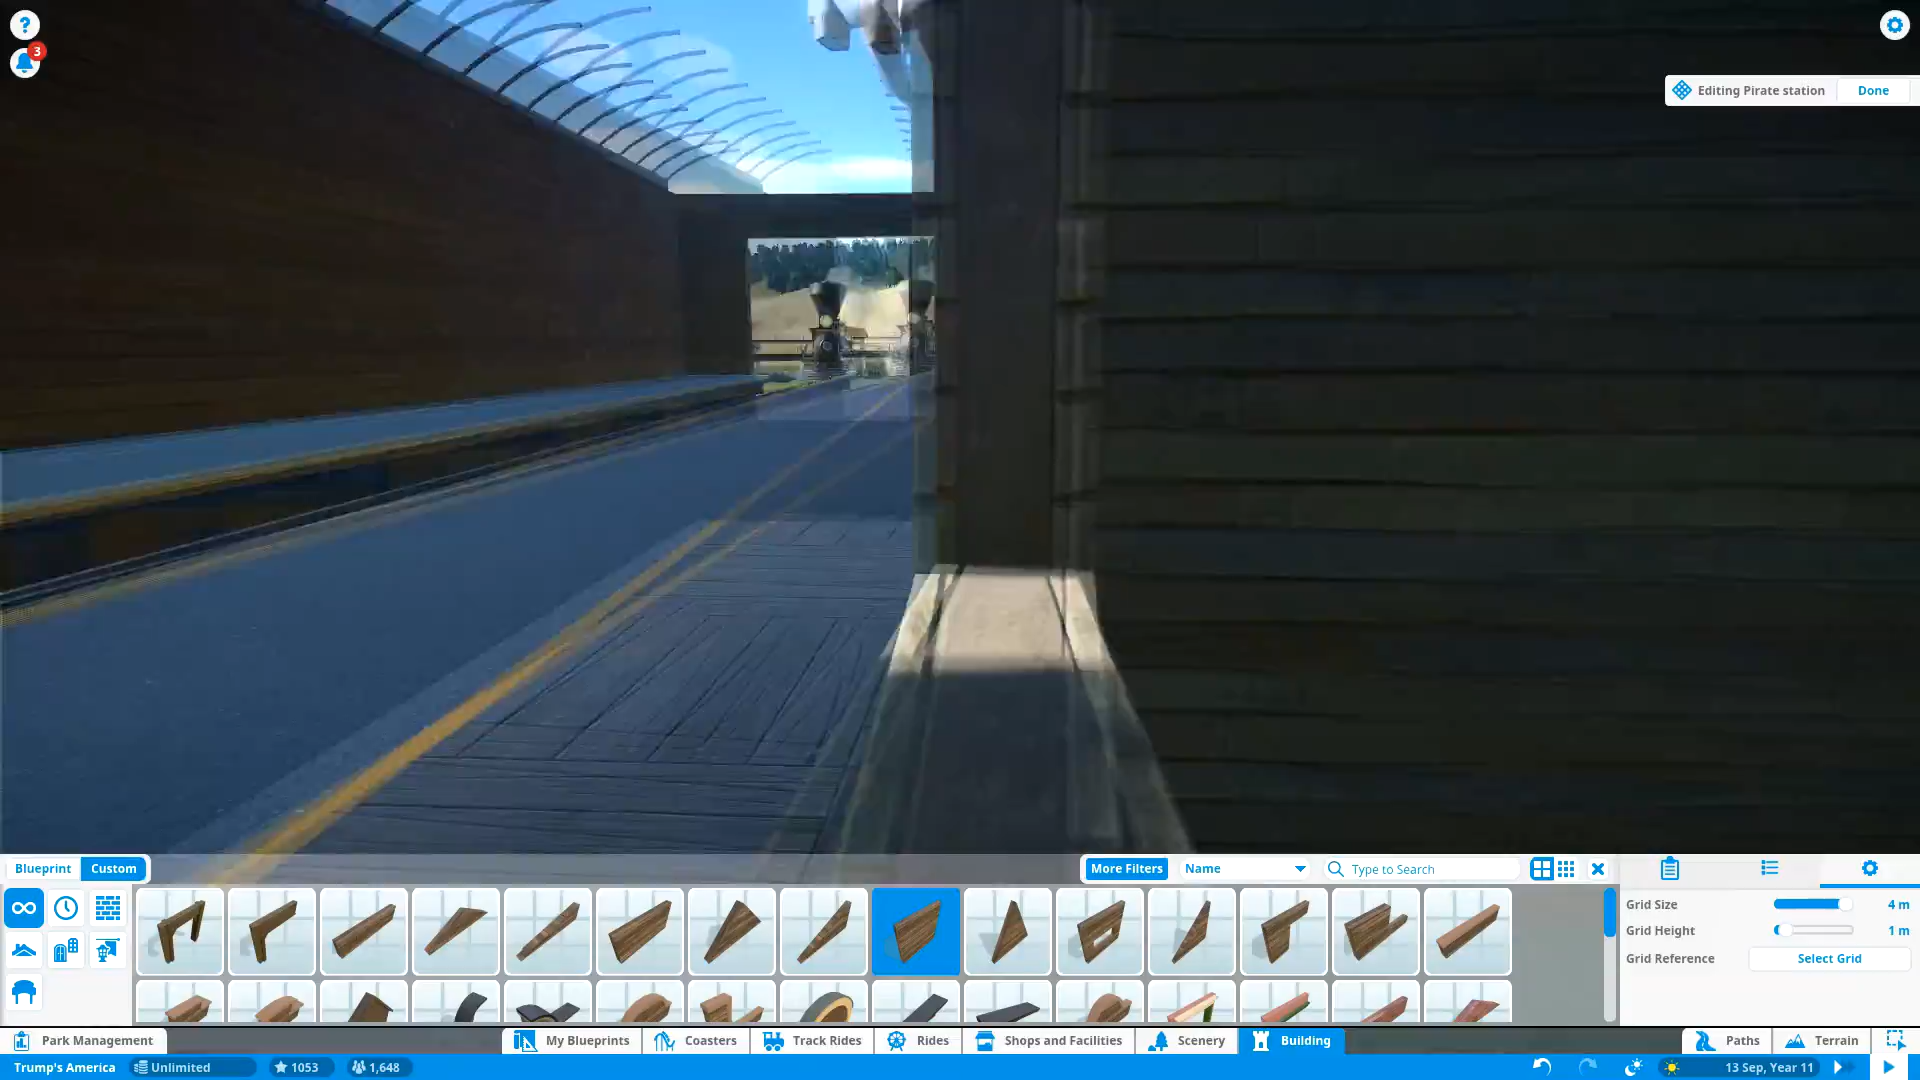 ?
3
Editing Pirate station Done
Blueprint Custom
More Filters Name Type to Search
Grid Size 4 m
Grid Height 1 m
Grid Reference Select Grid
Park Management My Blueprints Coasters Track Rides Rides Shops and Facilities Scenery Building Paths Terrain
Trump's America Unlimited 1053 1,648 13 Sep, Year 11